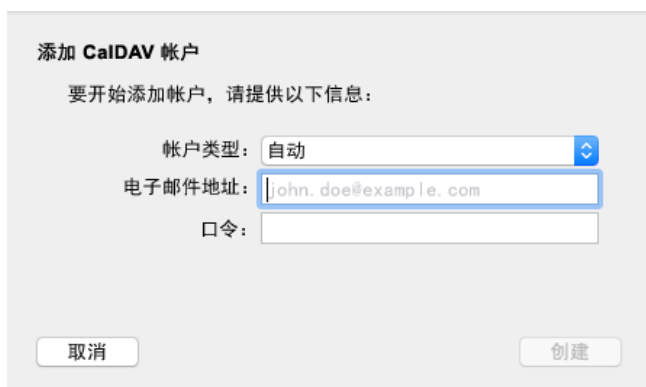 添加 CalDAV 帐户
要开始添加帐户，请提供以下信息：
帐户类型： 自动
电子邮件地址： john.doe@example.com
口令：
取消 创建